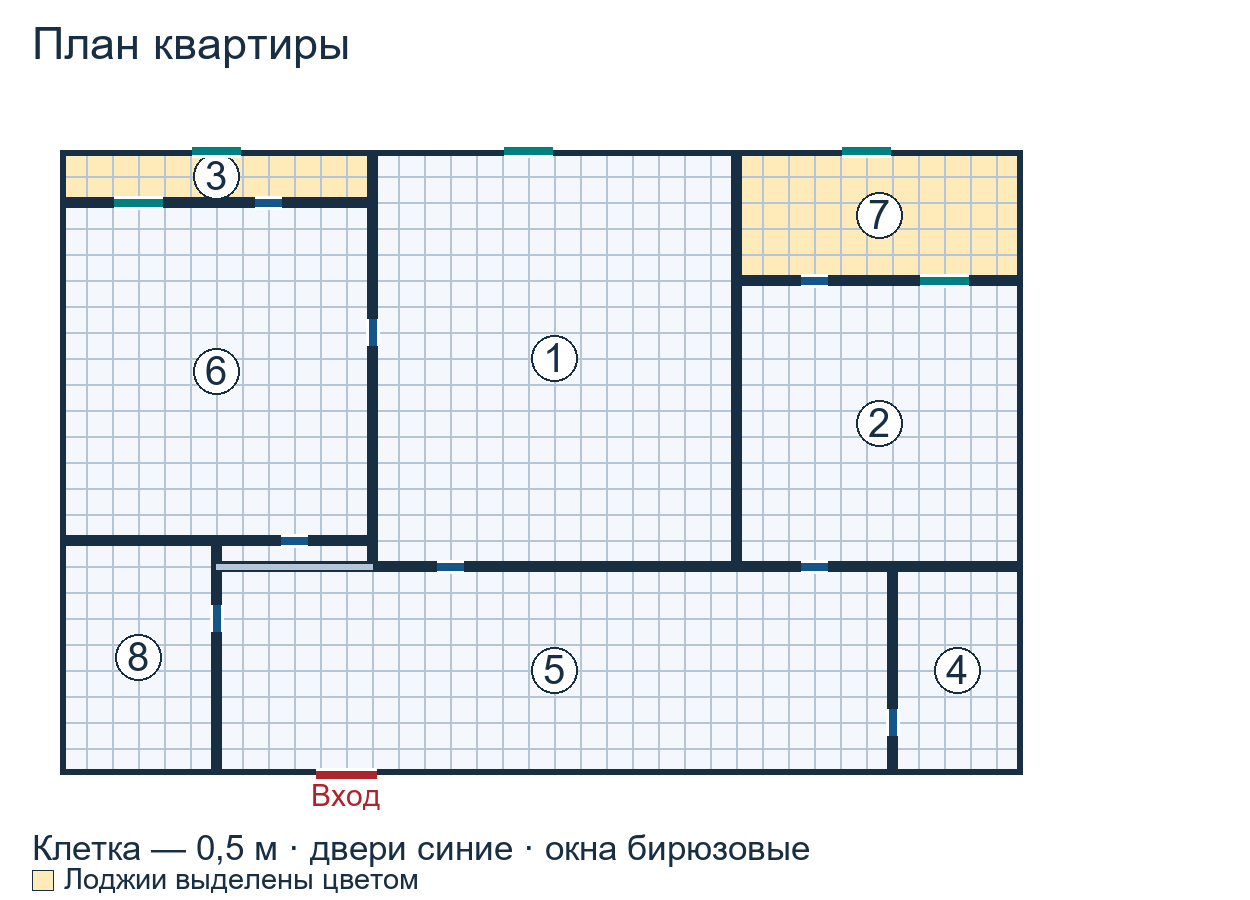 План квартиры
3
7
1
6
2
8
5
4
Вход
Клетка — 0,5 м · двери синие · окна бирюзовые
Лоджии выделены цветом